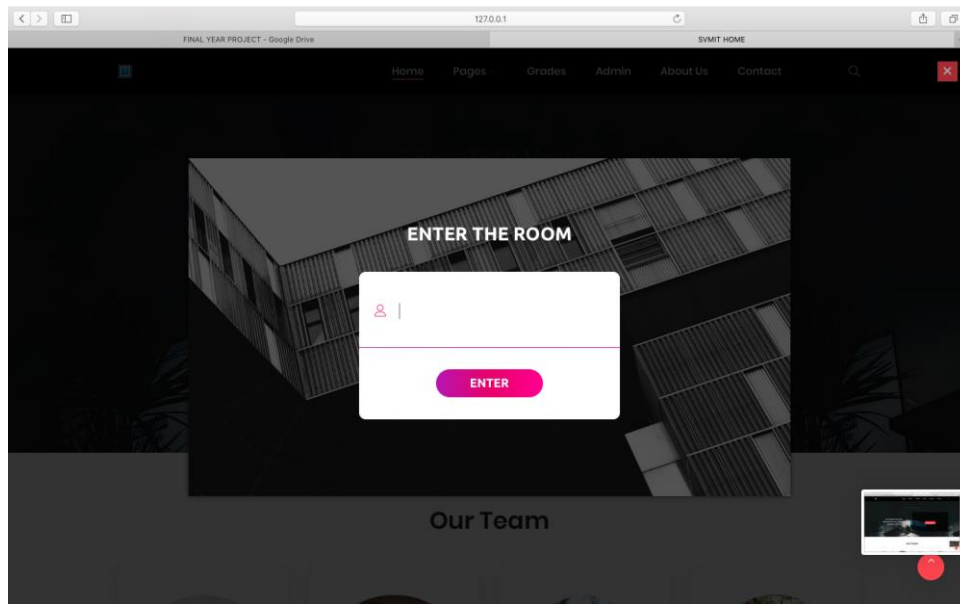 127.0.0.1
FINAL YEAR PROJECT - Google Drive
SVMIT HOME
Home Pages Grades Admin About Us Contact
ENTER THE ROOM
ENTER
Our Team